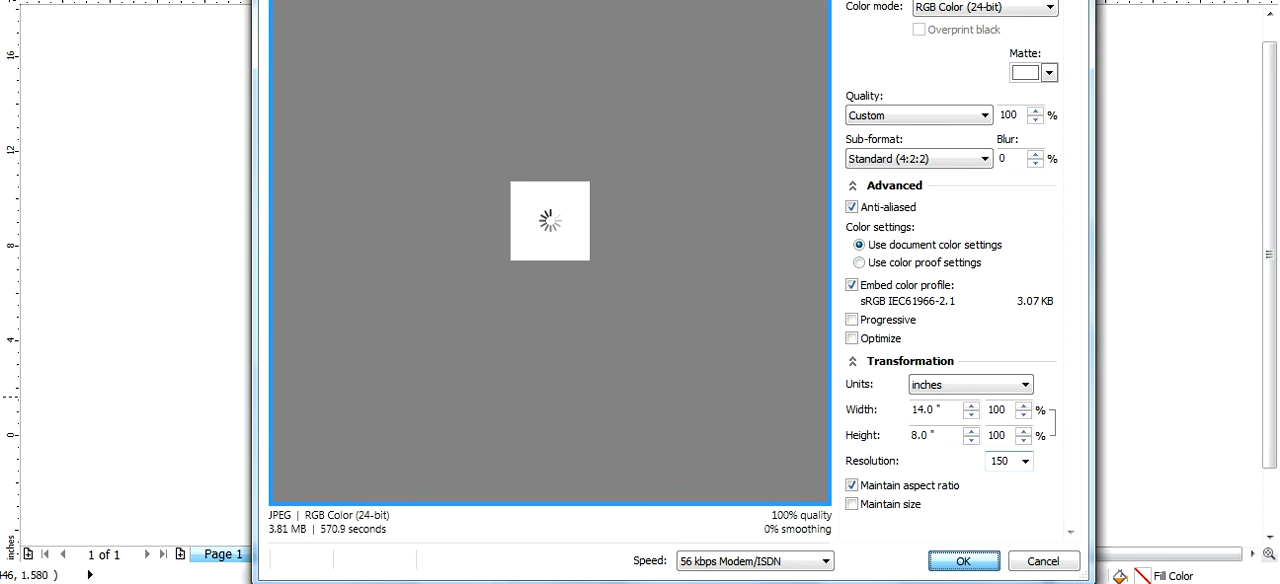 Color mode: RGB Color (24-bit)
Overprint black
Matte:
Quality:
Custom 100 %
Sub-format: Blur:
Standard (4:2:2) 0 %
Advanced
Anti-aliased
Color settings:
Use document color settings
Use color proof settings
Embed color profile:
sRGB IEC61966-2.1 3.07 KB
Progressive
Optimize
Transformation
Units: inches
Width: 14.0 " 100 %
Height: 8.0 " 100 %
Resolution: 150
Maintain aspect ratio
Maintain size
JPEG | RGB Color (24-bit) 100% quality
3.81 MB | 570.9 seconds 0% smoothing
Speed: 56 kbps Modem/ISDN OK Cancel
16
12
8
4
0
inches
1 of 1 Page 1
46, 1.580 ) Fill Color